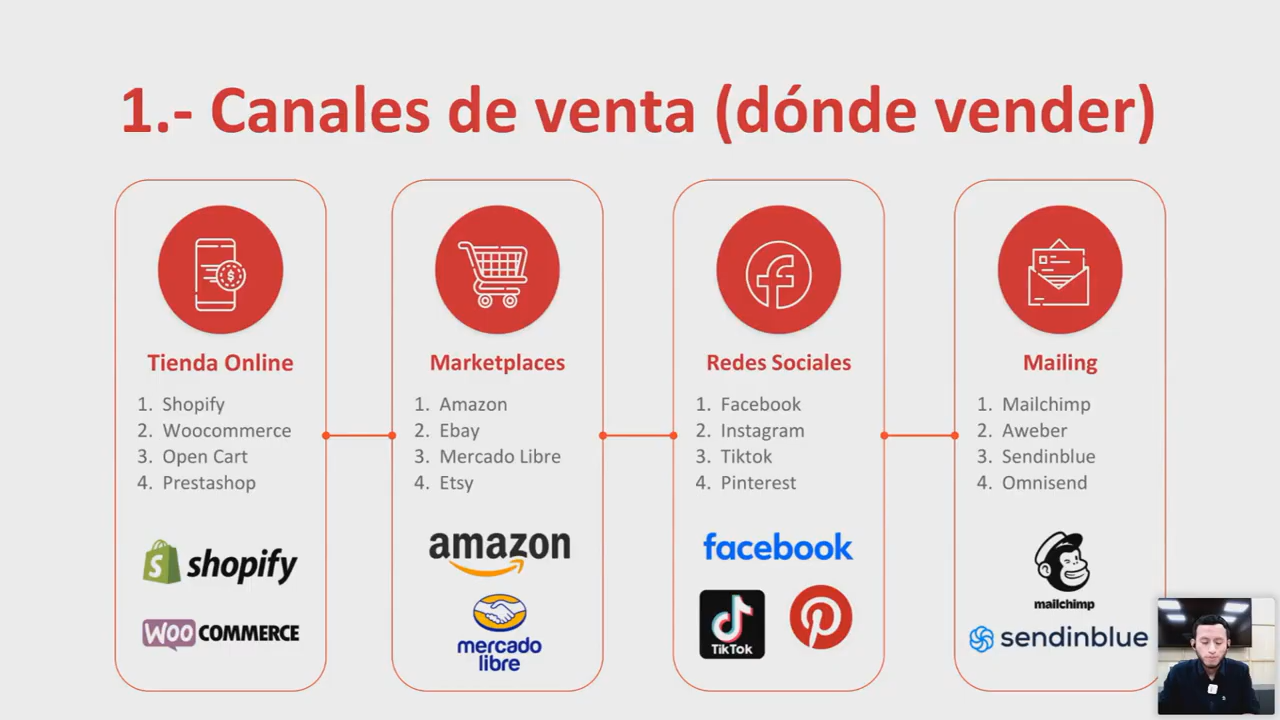 1.- Canales de venta (dónde vender)
Tienda Online
1. Shopify
2. Woocommerce
3. Open Cart
4. Prestashop
shopify
WOO COMMERCE
Marketplaces
1. Amazon
2. Ebay
3. Mercado Libre
4. Etsy
amazon
mercado
libre
Redes Sociales
1. Facebook
2. Instagram
3. Tiktok
4. Pinterest
facebook
TikTok
Mailing
1. Mailchimp
2. Aweber
3. Sendinblue
4. Omnisend
mailchimp
sendinblue